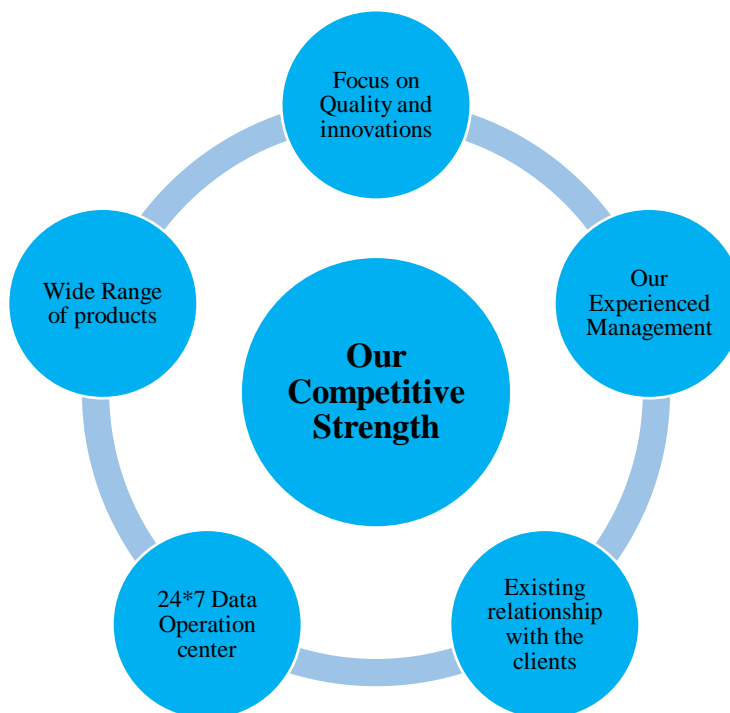 Focus on
Quality and
innovations
Our
Experienced
Management
Existing
relationship
with the
clients
24*7 Data
Operation
center
Wide Range
of products
Our
Competitive
Strength